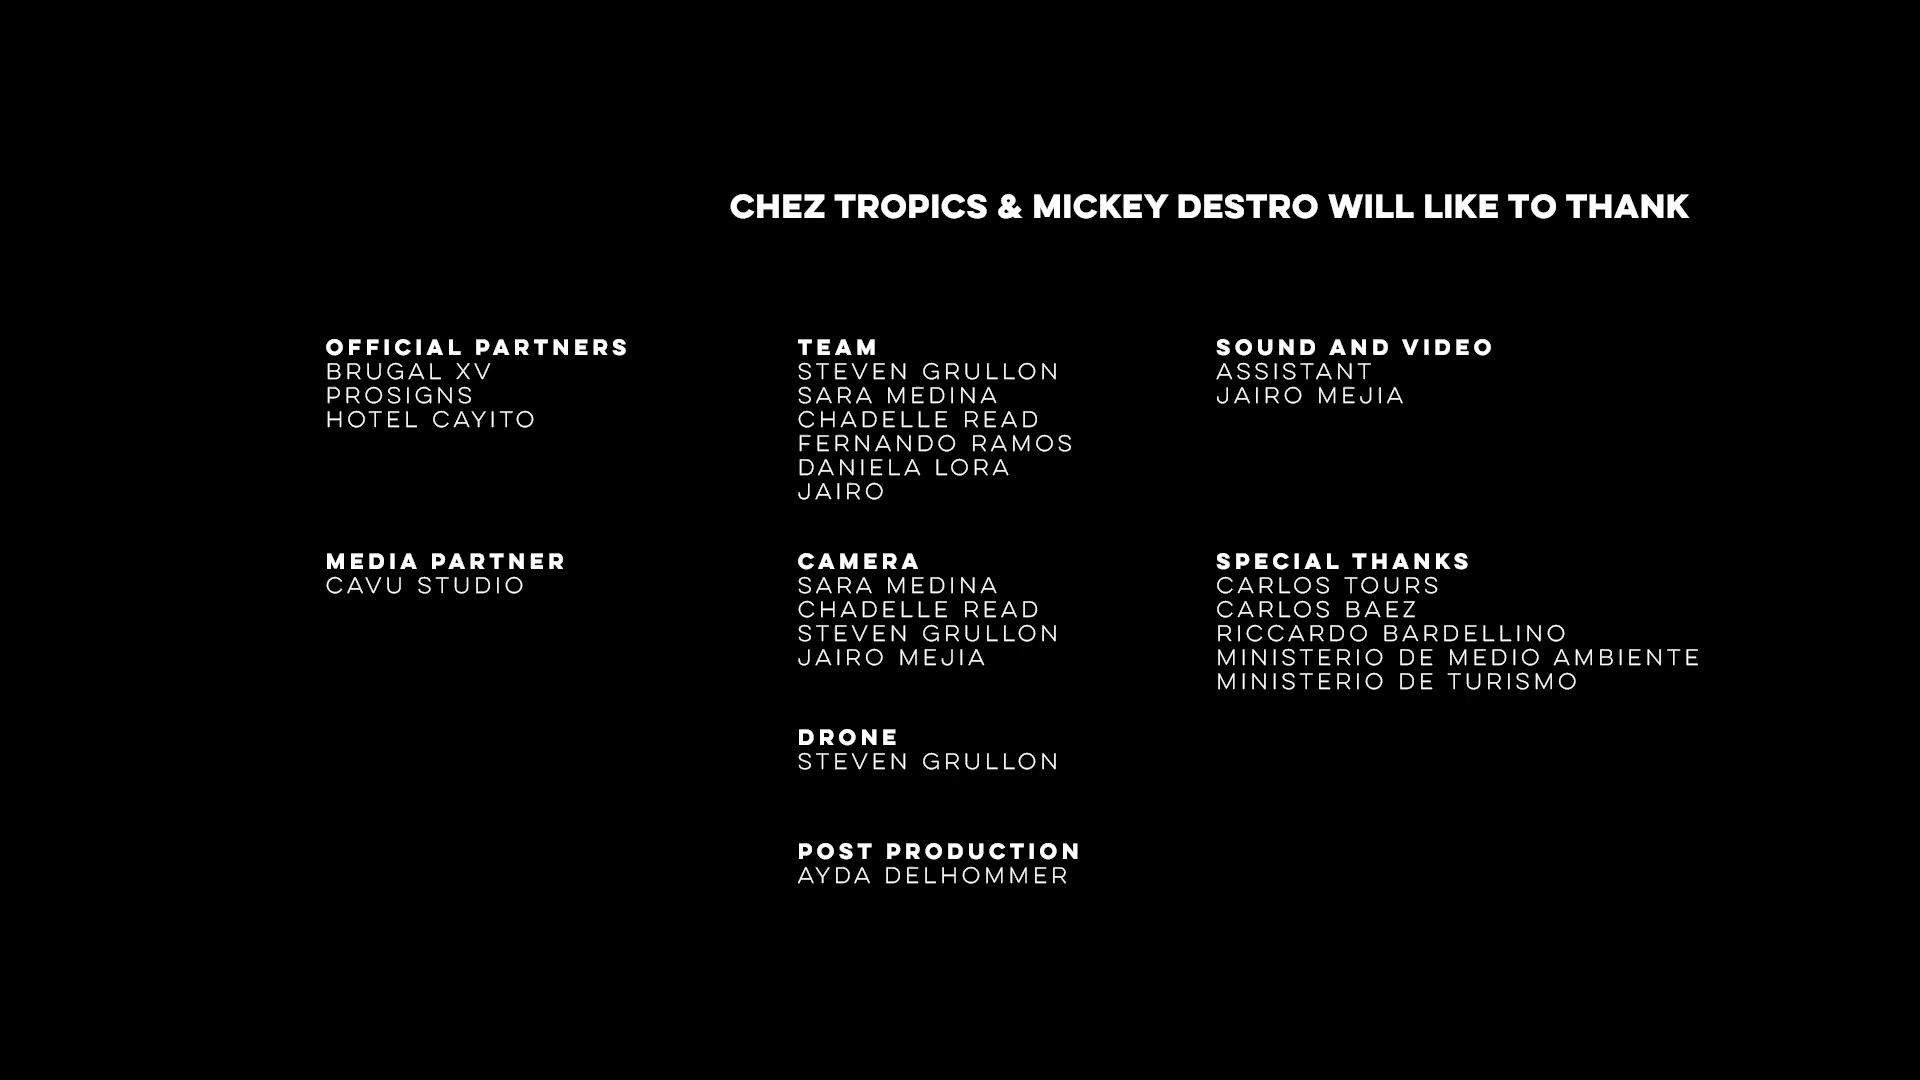 CHEZ TROPICS & MICKEY DESTRO WILL LIKE TO THANK
OFFICIAL PARTNERS
BRUGAL XV
PROSIGNS
HOTEL CAYITO
MEDIA PARTNER
CAVU STUDIO
TEAM
STEVEN GRULLON
SARA MEDINA
CHADELLE READ
FERNANDO RAMOS
DANIELA LORA
JAIRO
CAMERA
SARA MEDINA
CHADELLE READ
STEVEN GRULLON
JAIRO MEJIA
DRONE
STEVEN GRULLON
POST PRODUCTION
AYDA DELHOMMER
SOUND AND VIDEO
ASSISTANT
JAIRO MEJIA
SPECIAL THANKS
CARLOS TOURS
CARLOS BAEZ
RICCARDO BARDELLINO
MINISTERIO DE MEDIO AMBIENTE
MINISTERIO DE TURISMO